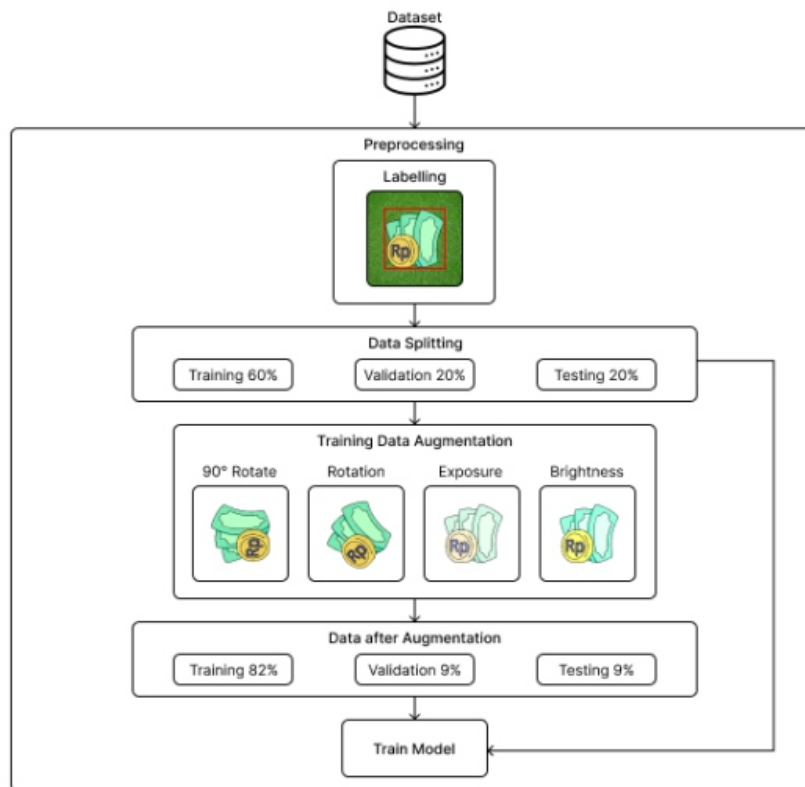 Dataset
Preprocessing
Labelling
Rp
Data Splitting
Training 60% Validation 20% Testing 20%
Training Data Augmentation
90° Rotate Rotation Exposure Brightness
Rp Rp Rp Rp
Data after Augmentation
Training 82% Validation 9% Testing 9%
Train Model